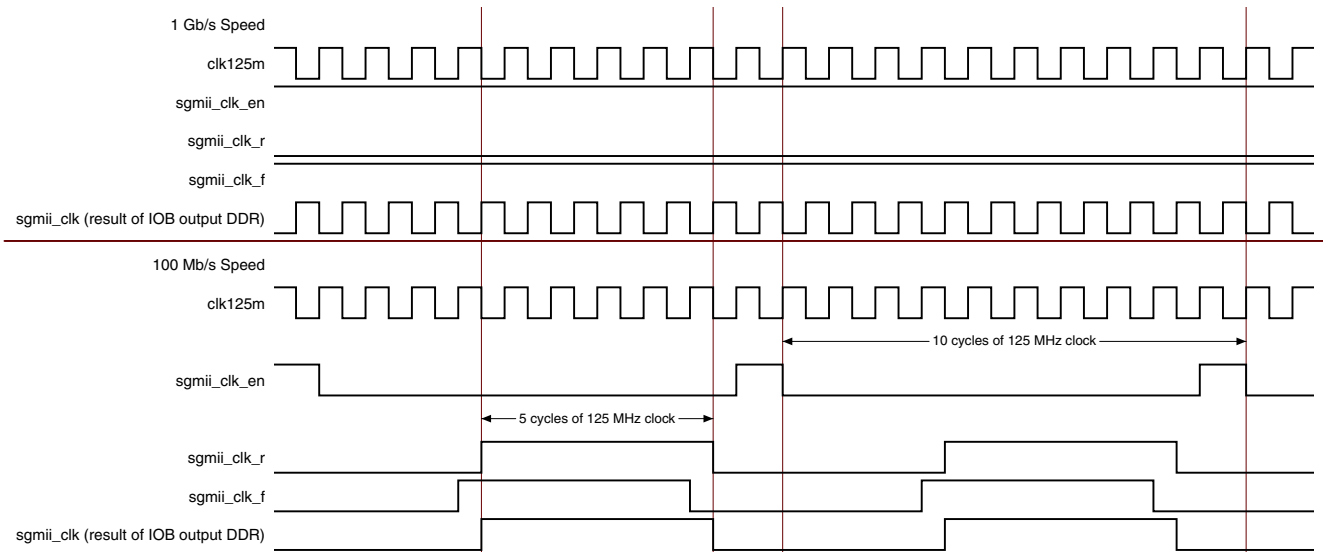 1 Gb/s Speed
clk125m
sgmii_clk_en
sgmii_clk_r
sgmii_clk_f
sgmii_clk (result of IOB output DDR)
100 Mb/s Speed
clk125m
10 cycles of 125 MHz clock
sgmii_clk_en
5 cycles of 125 MHz clock
sgmii_clk_r
sgmii_clk_f
sgmii_clk (result of IOB output DDR)